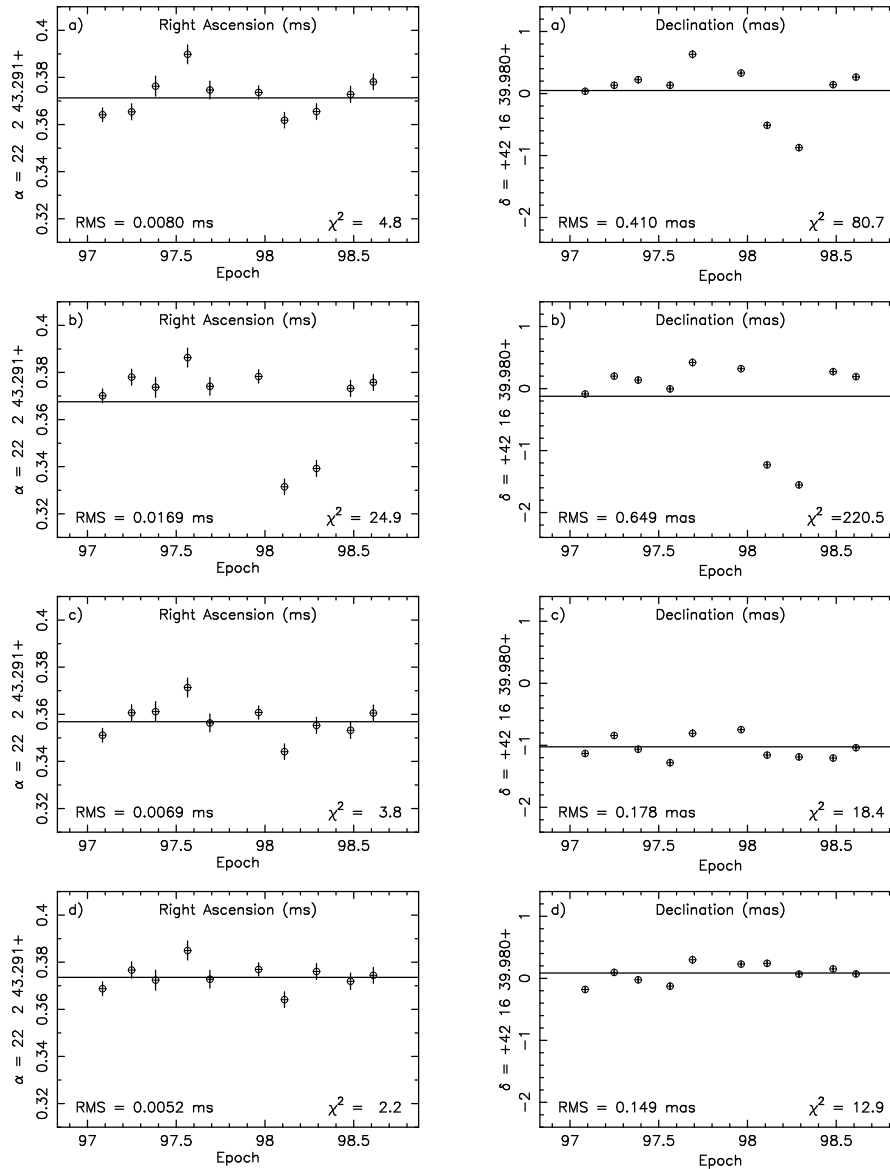 a) Right Ascension (ms)
α = 22 2 43.291+
0.4
0.38
0.36
0.34
0.32
RMS = 0.0080 ms χ² = 4.8
97 97.5 98 98.5
Epoch
a) Declination (mas)
δ = +42 16 39.980+
1
0
−1
−2
RMS = 0.410 mas χ² = 80.7
97 97.5 98 98.5
Epoch
b) Right Ascension (ms)
α = 22 2 43.291+
0.4
0.38
0.36
0.34
0.32
RMS = 0.0169 ms χ² = 24.9
97 97.5 98 98.5
Epoch
b) Declination (mas)
δ = +42 16 39.980+
1
0
−1
−2
RMS = 0.649 mas χ² =220.5
97 97.5 98 98.5
Epoch
c) Right Ascension (ms)
α = 22 2 43.291+
0.4
0.38
0.36
0.34
0.32
RMS = 0.0069 ms χ² = 3.8
97 97.5 98 98.5
Epoch
c) Declination (mas)
δ = +42 16 39.980+
1
0
−1
−2
RMS = 0.178 mas χ² = 18.4
97 97.5 98 98.5
Epoch
d) Right Ascension (ms)
α = 22 2 43.291+
0.4
0.38
0.36
0.34
0.32
RMS = 0.0052 ms χ² = 2.2
97 97.5 98 98.5
Epoch
d) Declination (mas)
δ = +42 16 39.980+
1
0
−1
−2
RMS = 0.149 mas χ² = 12.9
97 97.5 98 98.5
Epoch